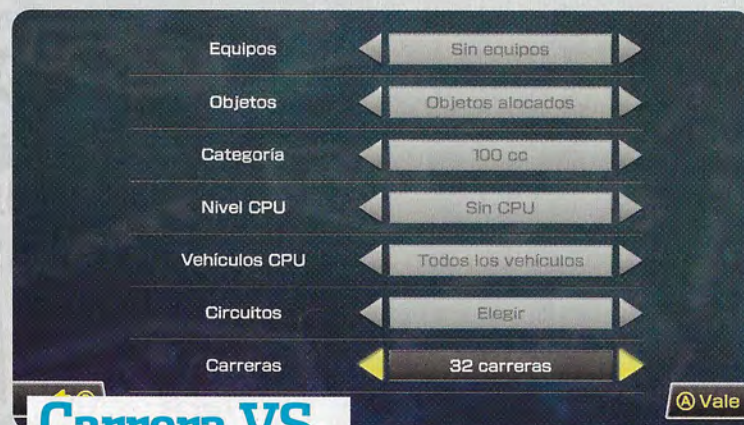 Equipos Sin equipos
Objetos Objetos alocados
Categoría 100 cc
Nivel CPU Sin CPU
Vehículos CPU Todos los vehículos
Circuitos Elegir
Carreras 32 carreras
A Vale
Carrera VS